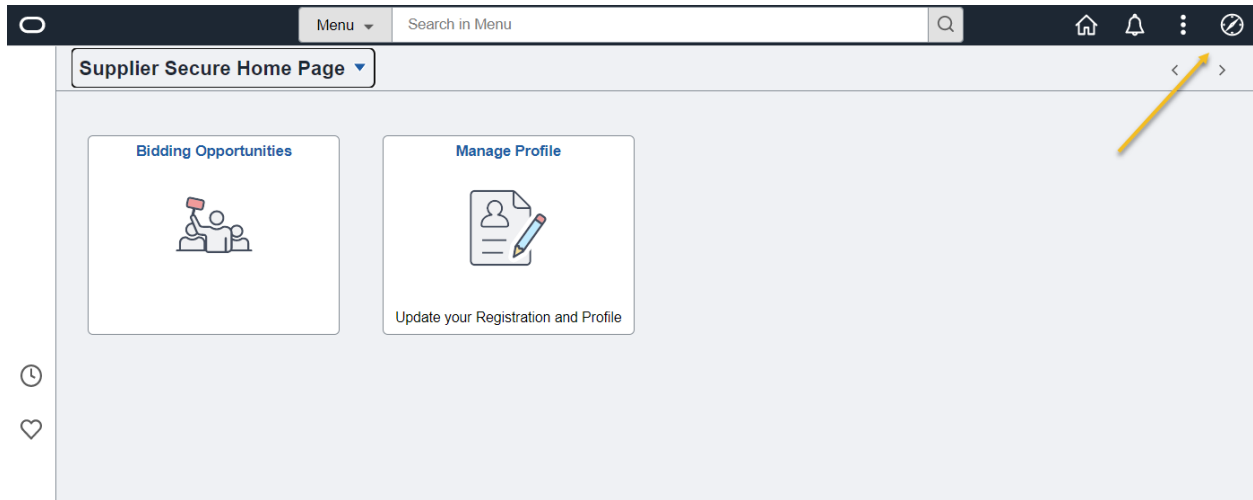 Menu
Search in Menu
Supplier Secure Home Page
Bidding Opportunities
Manage Profile
Update your Registration and Profile